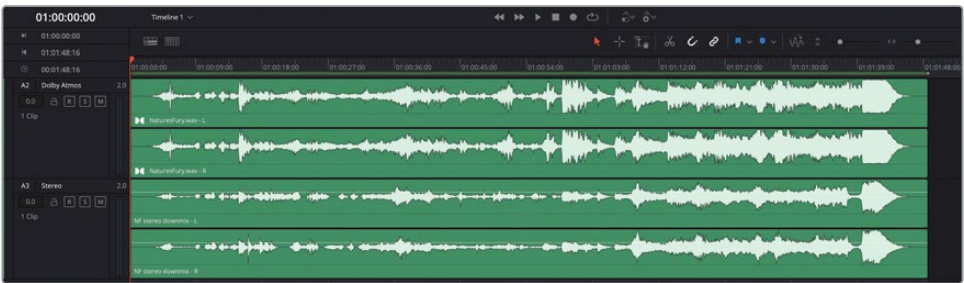 01:00:00:00 Timeline 1
01:00:00:00
01:01:48:16
00:01:48:16
01:00:00:00 01:00:09:00 01:00:18:00 01:00:27:00 01:00:36:00 01:00:45:00 01:00:54:00 01:01:03:00 01:01:12:00 01:01:21:00 01:01:30:00 01:01:39:00 01:01:48:00
A2 Dolby Atmos 2.0
0.0 R S M
1 Clip
NaturesFury.wav - L
NaturesFury.wav - R
A3 Stereo 2.0
0.0 R S M
1 Clip
NF stereo downmix - L
NF stereo downmix - R